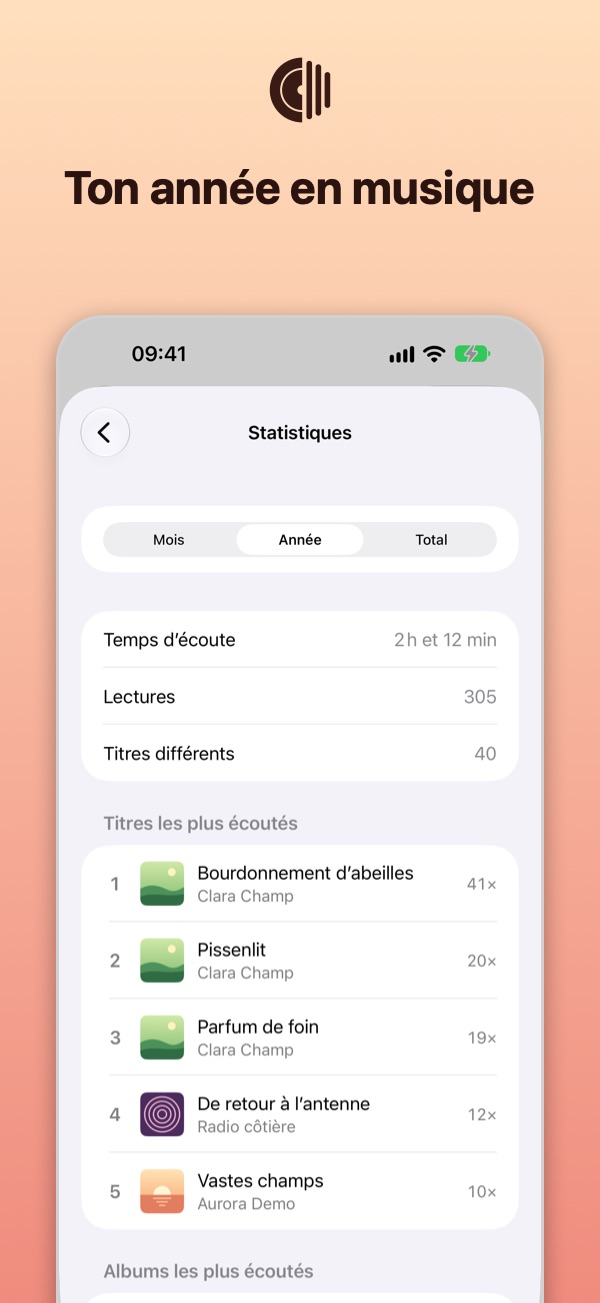 Ton année en musique
09:41
Statistiques
Mois Année Total
Temps d’écoute 2 h et 12 min
Lectures 305
Titres différents 40
Titres les plus écoutés
1 Bourdonnement d’abeilles 41×
Clara Champ
2 Pissenlit 20×
Clara Champ
3 Parfum de foin 19×
Clara Champ
4 De retour à l’antenne 12×
Radio côtière
5 Vastes champs 10×
Aurora Demo
Albums les plus écoutés